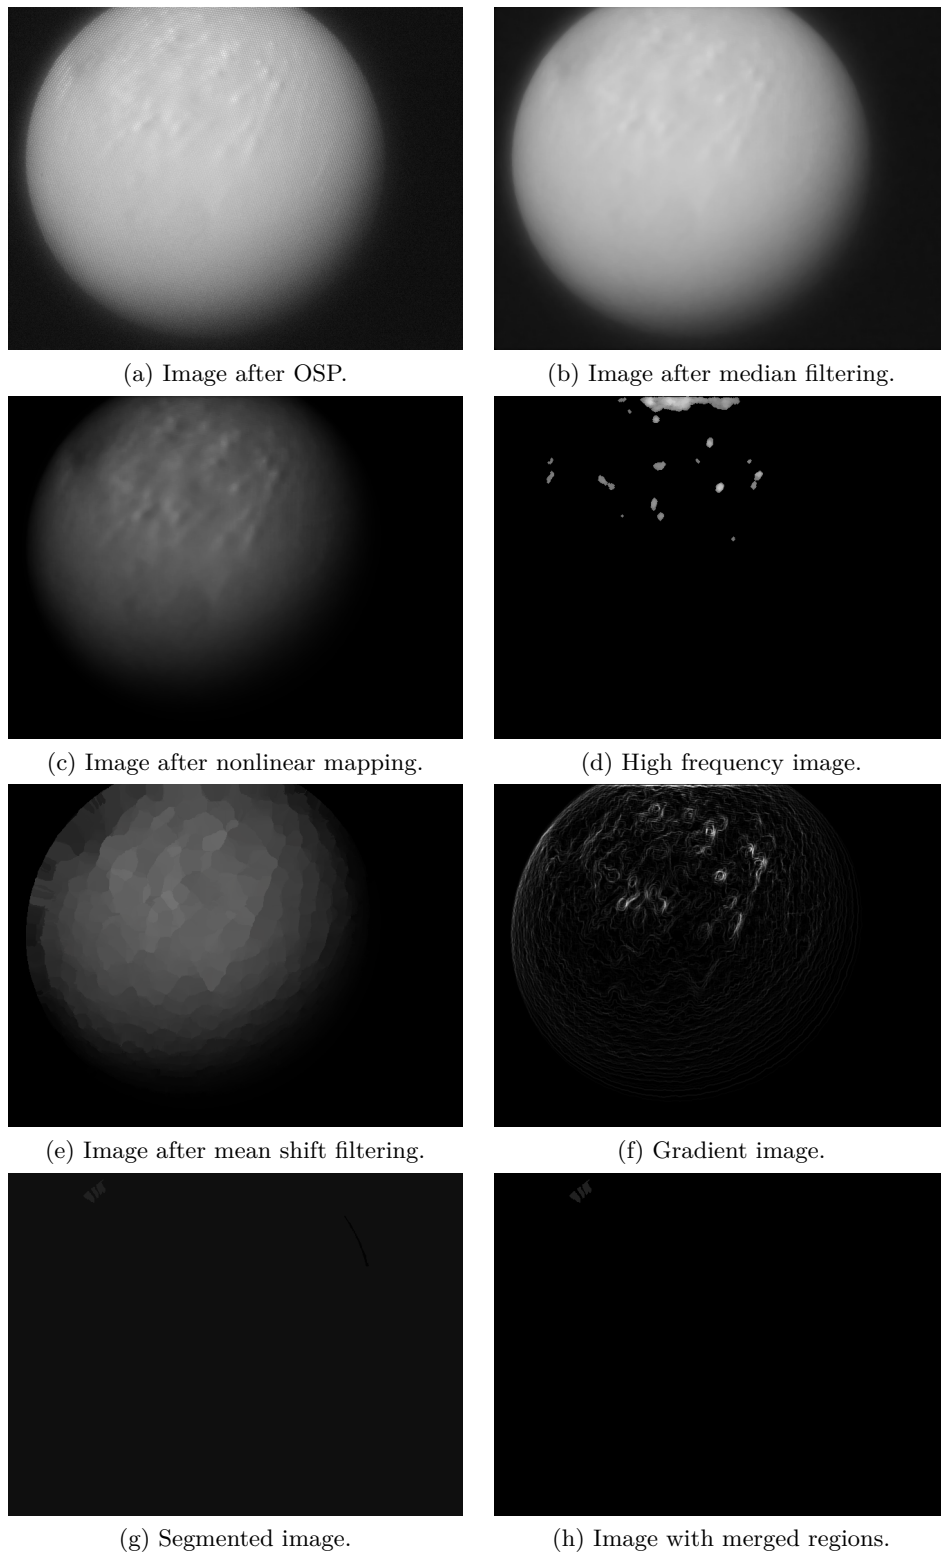 (a) Image after OSP.
(b) Image after median filtering.
(c) Image after nonlinear mapping.
(d) High frequency image.
(e) Image after mean shift filtering.
(f) Gradient image.
(g) Segmented image.
(h) Image with merged regions.